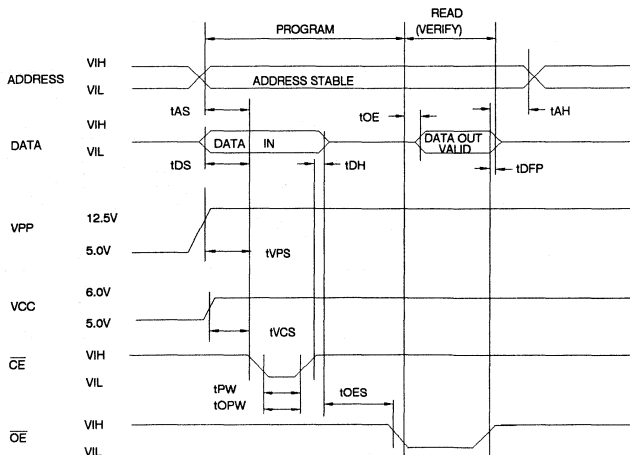 READ
PROGRAM (VERIFY)
VIH
ADDRESS ADDRESS STABLE
VIL
tAS tOE tAH
VIH
DATA DATA IN DATA OUT
VIL VALID
tDS tDH tDFP
12.5V
VPP
5.0V tVPS
6.0V
VCC
5.0V tVCS
VIH
CE
VIL
tPW tOES
tOPW
VIH
OE
VIL